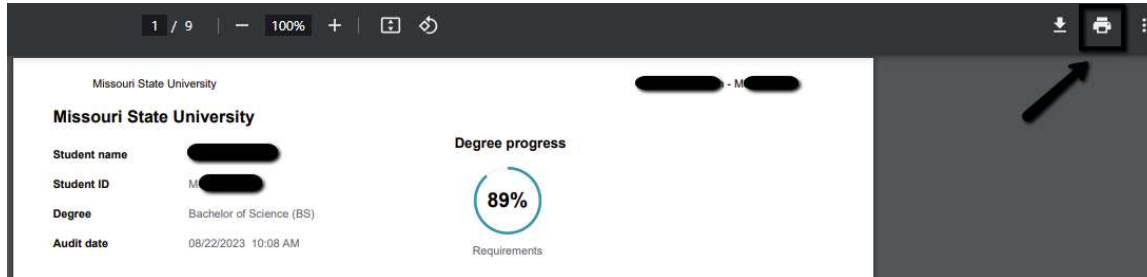 1 / 9 | − 100% + |
Missouri State University - M
Missouri State University
Student name
Student ID M
Degree Bachelor of Science (BS)
Audit date 08/22/2023 10:08 AM
Degree progress
89%
Requirements